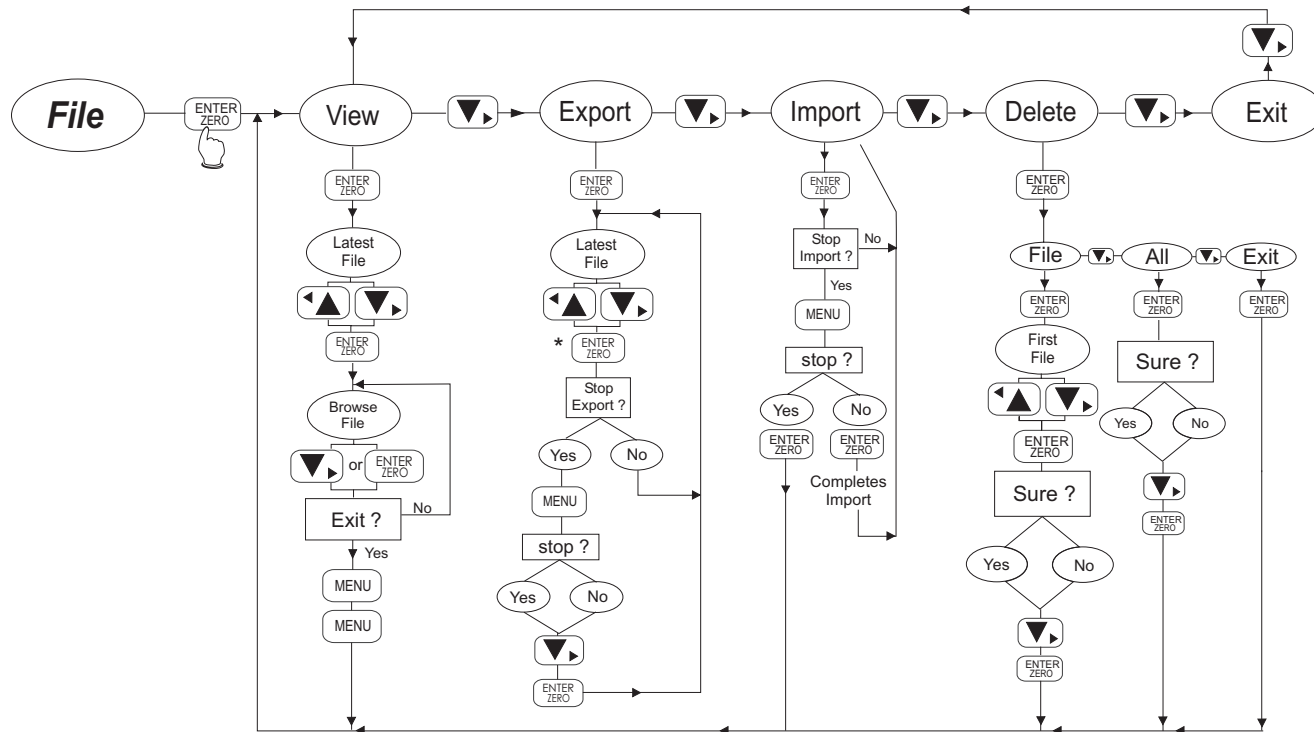 File
ENTER
ZERO
View
Export
Import
Delete
Exit
ENTER
ZERO
Latest
File
ENTER
ZERO
Browse
File
or
ENTER
ZERO
Exit ?
No
Yes
MENU
MENU
ENTER
ZERO
Latest
File
*
ENTER
ZERO
Stop
Export ?
Yes
No
MENU
stop ?
Yes
No
ENTER
ZERO
ENTER
ZERO
Stop
Import ?
No
Yes
MENU
stop ?
Yes
No
ENTER
ZERO
ENTER
ZERO
Completes
Import
ENTER
ZERO
File
All
Exit
ENTER
ZERO
ENTER
ZERO
ENTER
ZERO
First
File
ENTER
ZERO
Sure ?
Yes
No
ENTER
ZERO
Sure ?
Yes
No
ENTER
ZERO